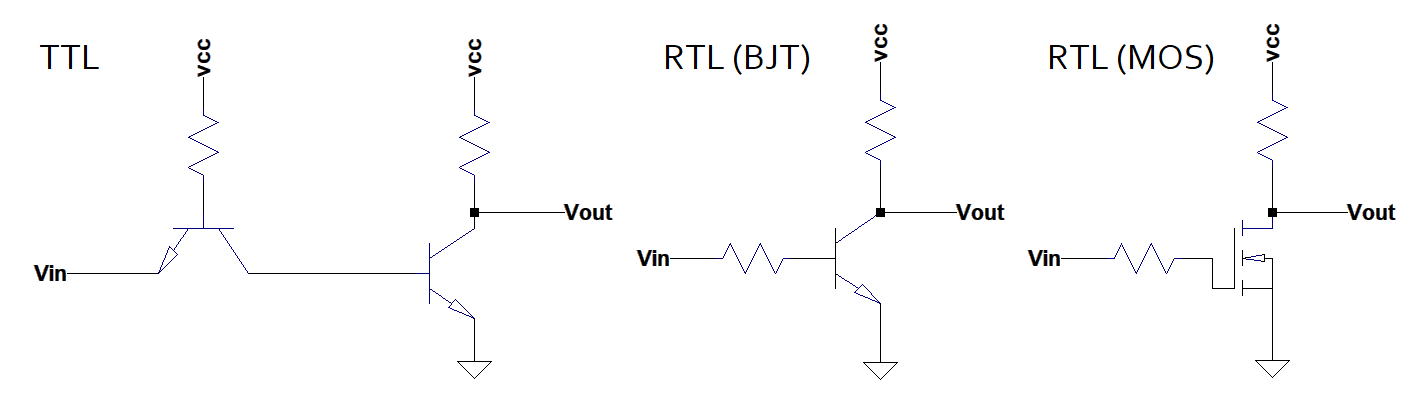 TTL
vcc
vcc
Vout
Vin
RTL (BJT)
vcc
Vout
Vin
RTL (MOS)
vcc
Vout
Vin